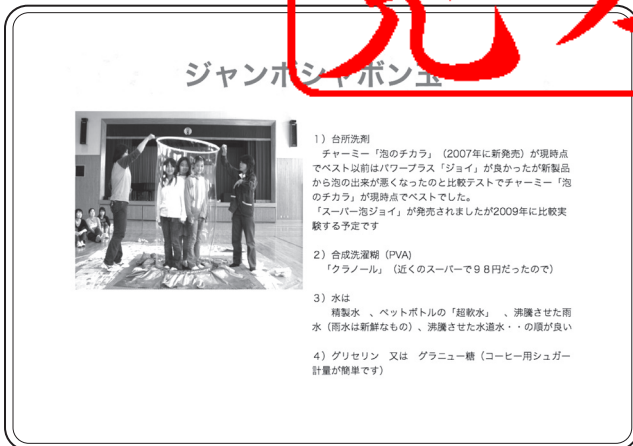 ジャンボシャボン玉
1）台所洗剤
チャーミー「泡のチカラ」（2007年に新発売）が現時点
でベスト以前はパワープラス「ジョイ」が良かったが新製品
から泡の出来が悪くなったのと比較テストでチャーミー「泡
のチカラ」が現時点でベストでした。
「スーパー泡ジョイ」が発売されましたが2009年に比較実
験する予定です
2）合成洗濯糊（PVA)
「クラノール」（近くのスーパーで９８円だったので）
3）水は
精製水　、ペットボトルの「超軟水」　、沸騰させた雨
水（雨水は新鮮なもの）、沸騰させた水道水・・の順が良い
4）グリセリン　又は　グラニュー糖（コーヒー用シュガー
計量が簡単です）